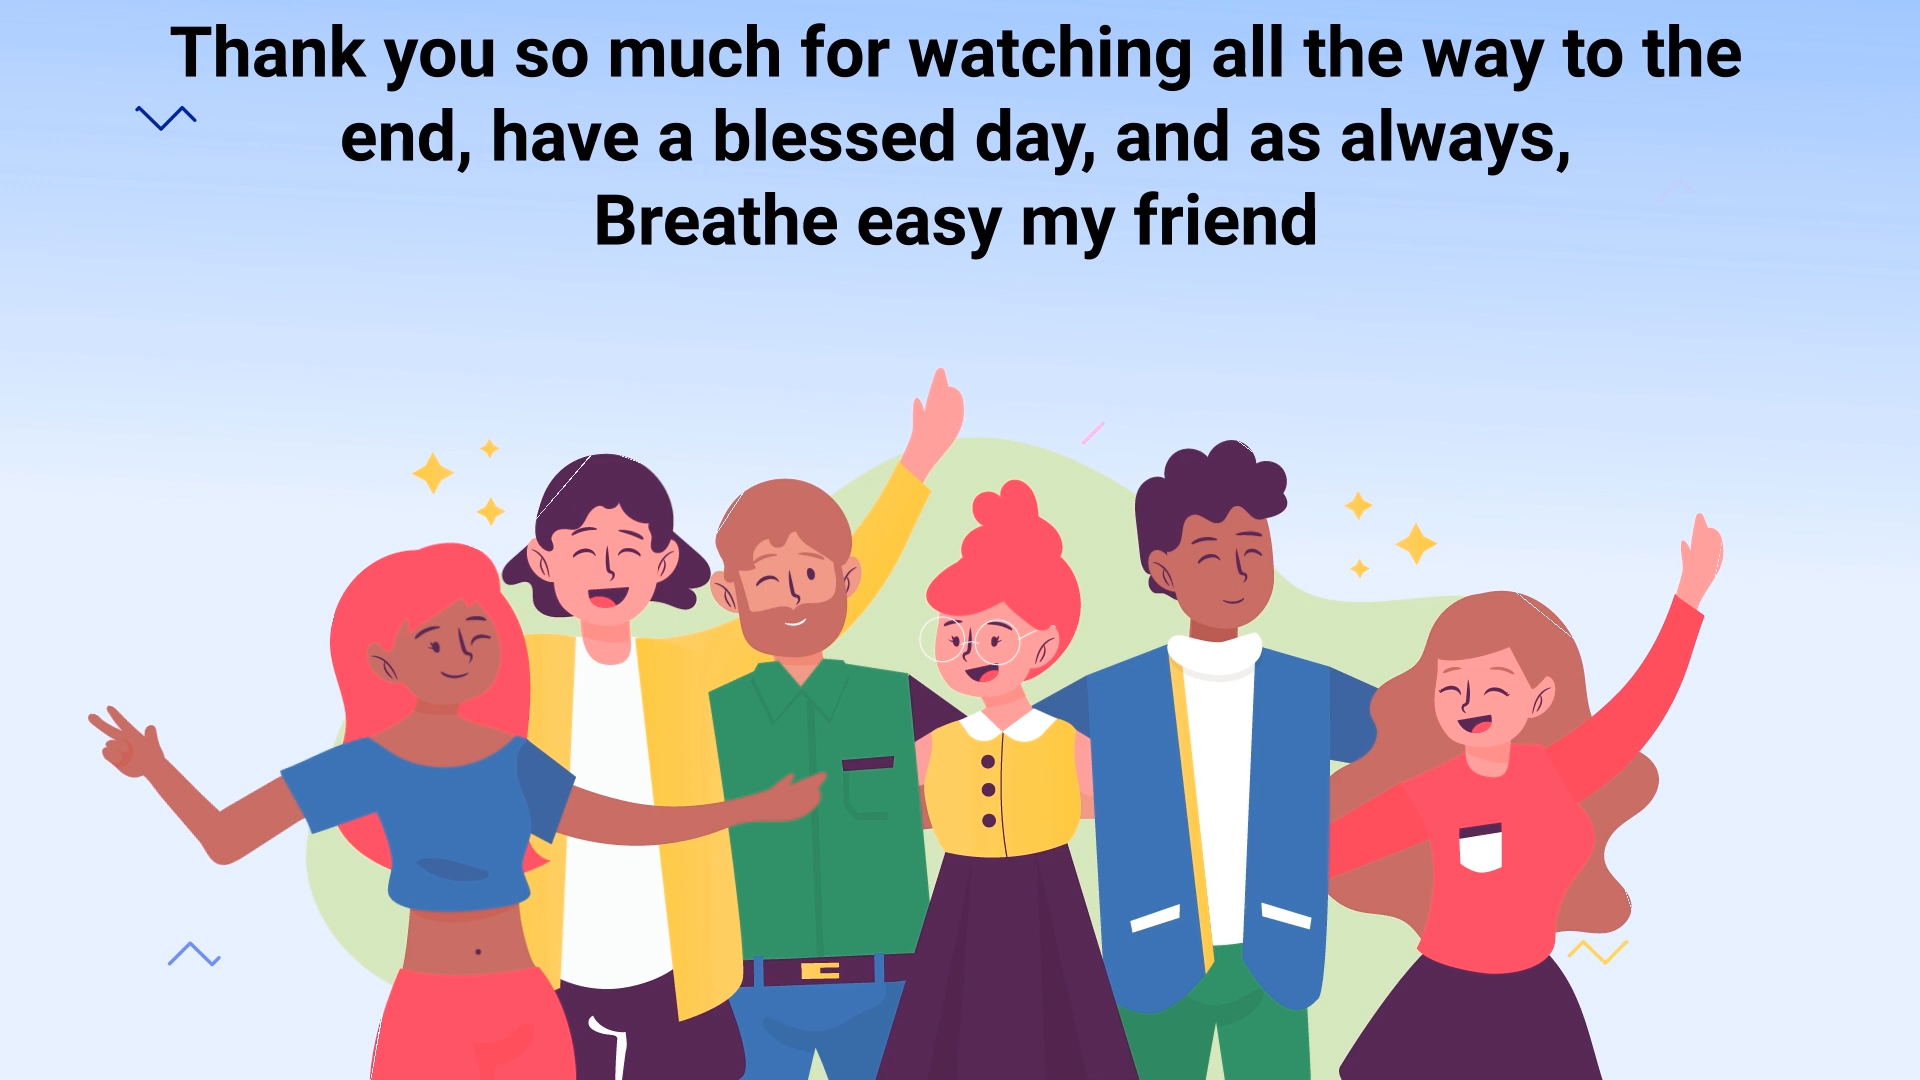 Thank you so much for watching all the way to the
end, have a blessed day, and as always,
Breathe easy my friend